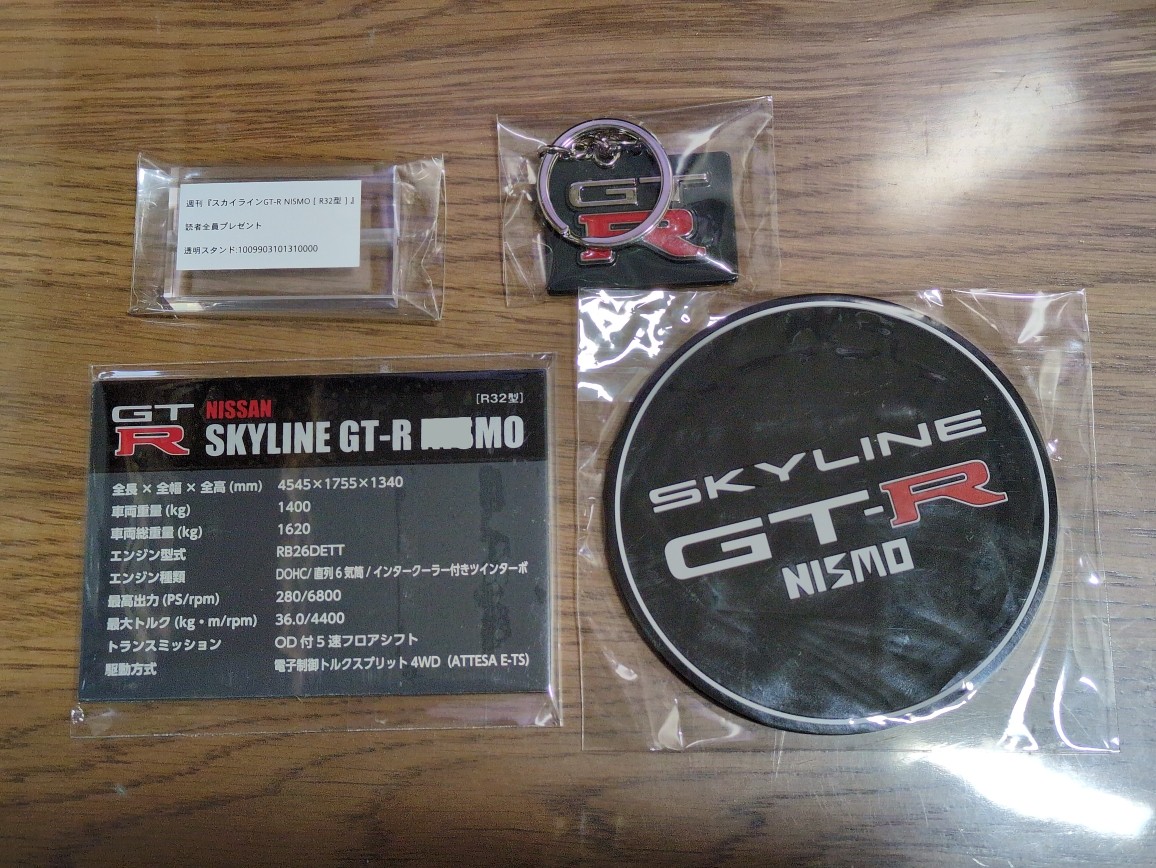 週刊『スカイラインGT-R NISMO [ R32型 ] 』
読者全員プレゼント
透明スタンド:1009903101310000
GT
R
GT
R
NISSAN
[R32型]
SKYLINE GT-R
全長 × 全幅 × 全高 (mm) 4545×1755×1340
車両重量 (kg) 1400
車両総重量 (kg) 1620
エンジン型式 RB26DETT
エンジン種類 DOHC/直列6気筒/インタークーラー付きツインターボ
最高出力 (PS/rpm) 280/6800
最大トルク (kg・m/rpm) 36.0/4400
トランスミッション OD付5速フロアシフト
駆動方式 電子制御トルクスプリット4WD (ATTESA E-TS)
SKYLINE
GT-R
NISMO